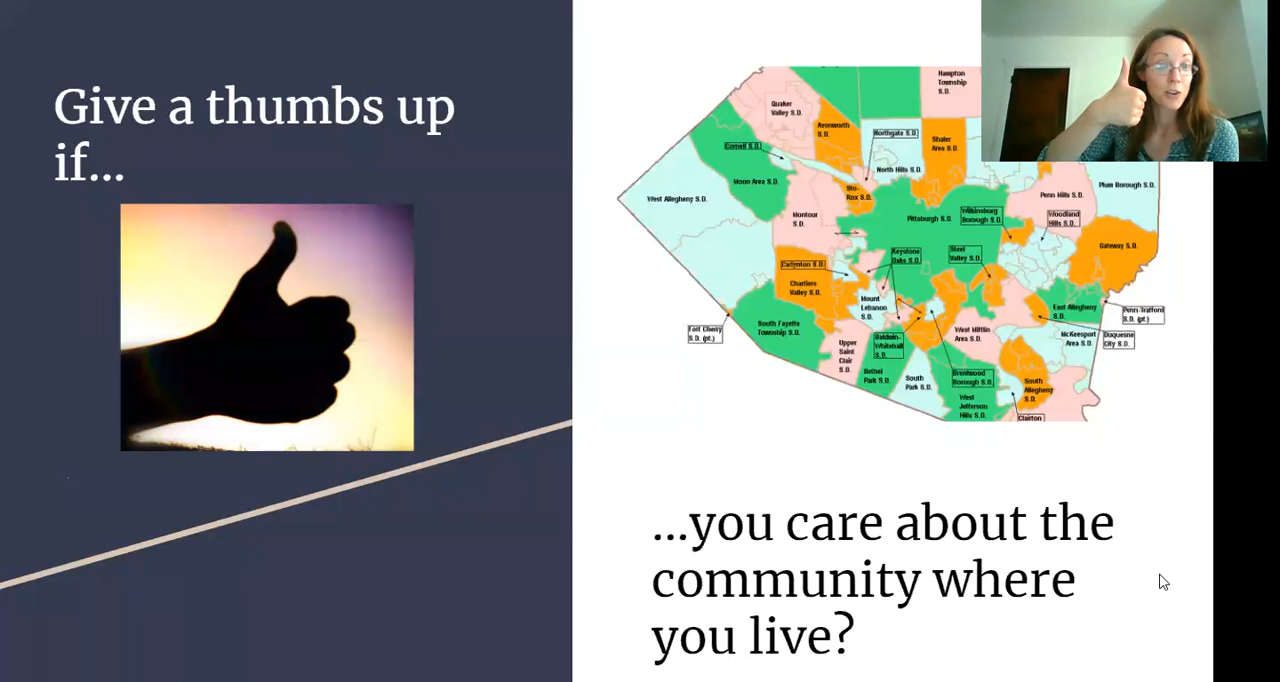 Give a thumbs up
if...
...you care about the
community where
you live?
Hampton
Township
S.D.
Quaker
Valley S.D.
Avonworth
S.D.
Northgate S.D.
Shaler
Area S.D.
Cornell S.D.
North Hills S.D.
Moon Area S.D.
Sto-
Rox S.D.
Penn Hills S.D.
Plum Borough S.D.
West Allegheny S.D.
Montour
S.D.
Pittsburgh S.D.
Wilkinsburg
Borough S.D.
Woodland
Hills S.D.
Gateway S.D.
Keystone
Oaks S.D.
Steel
Valley S.D.
Carlynton S.D.
Chartiers
Valley S.D.
Mount
Lebanon
S.D.
East Allegheny
S.D.
Penn-Trafford
S.D. (pt.)
Fort Cherry
S.D. (pt.)
South Fayette
Township S.D.
West Mifflin
Area S.D.
McKeesport
Area S.D.
Duquesne
City S.D.
Upper
Saint
Clair
S.D.
Baldwin-
Whitehall
S.D.
Bethel
Park S.D.
South
Park S.D.
Brentwood
Borough S.D.
South
Allegheny
S.D.
West
Jefferson
Hills S.D.
Clairton